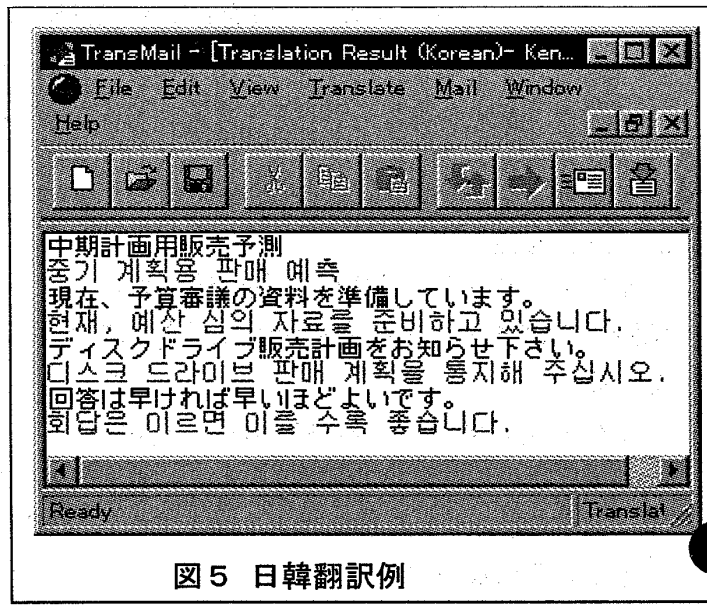 TransMail - [Translation Result (Korean)- Ken...
File Edit View Translate Mail Window
Help
中期計画用販売予測
중기 계획용 판매 예측
現在、予算審議の資料を準備しています。
현재, 예산 심의 자료를 준비하고 있습니다.
ディスクドライブ販売計画をお知らせ下さい。
디스크 드라이브 판매 계획을 통지해 주십시오.
回答は早ければ早いほどよいです。
회답은 이르면 이를 수록 좋습니다.
Ready Translat
図5 日韓翻訳例